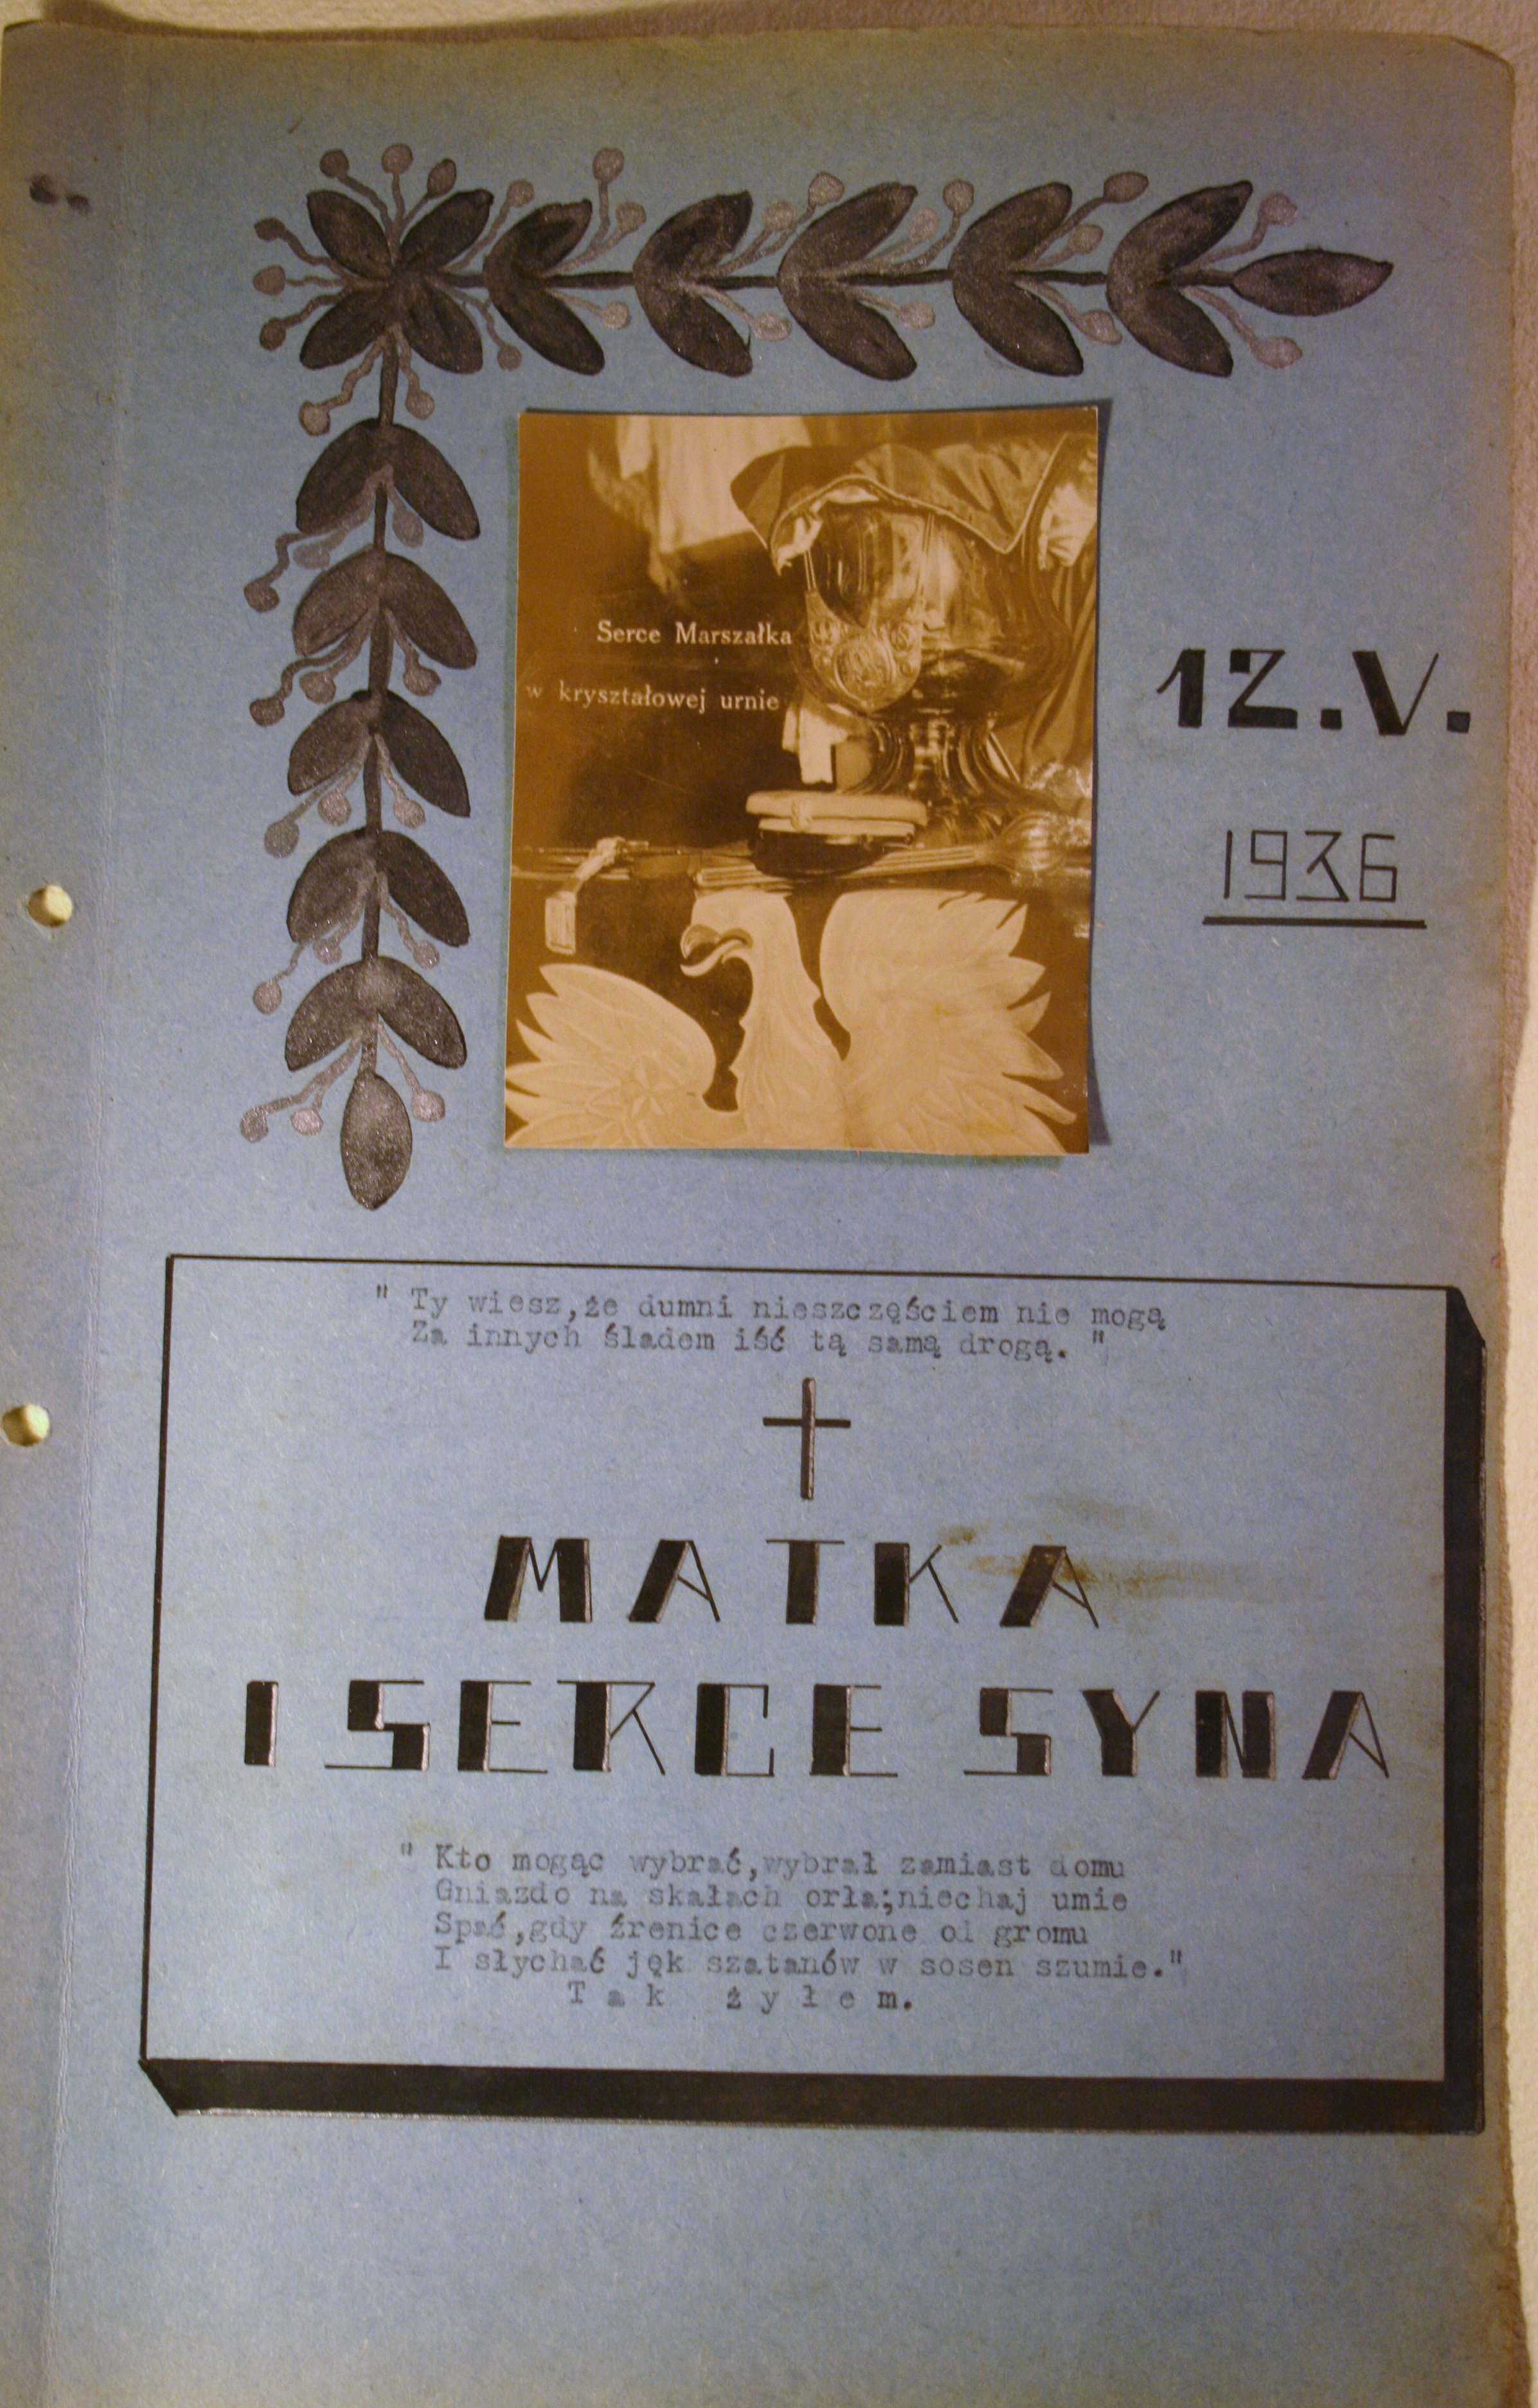 Serce Marszałka
w kryształowej urnie
12.V.
1936
" Ty wiesz,że dumni nieszczęściem nie mogą
Za innych śladem iść tą samą drogą. "
MATKA
I SERCE SYNA
" Kto mogąc wybrać,wybrał zamiast domu
Gniazdo na skałach orła;niechaj umie
Spać,gdy źrenice czerwone od gromu
I słychać jęk szatanów w sosen szumie."
T a k   ż y ł e m.